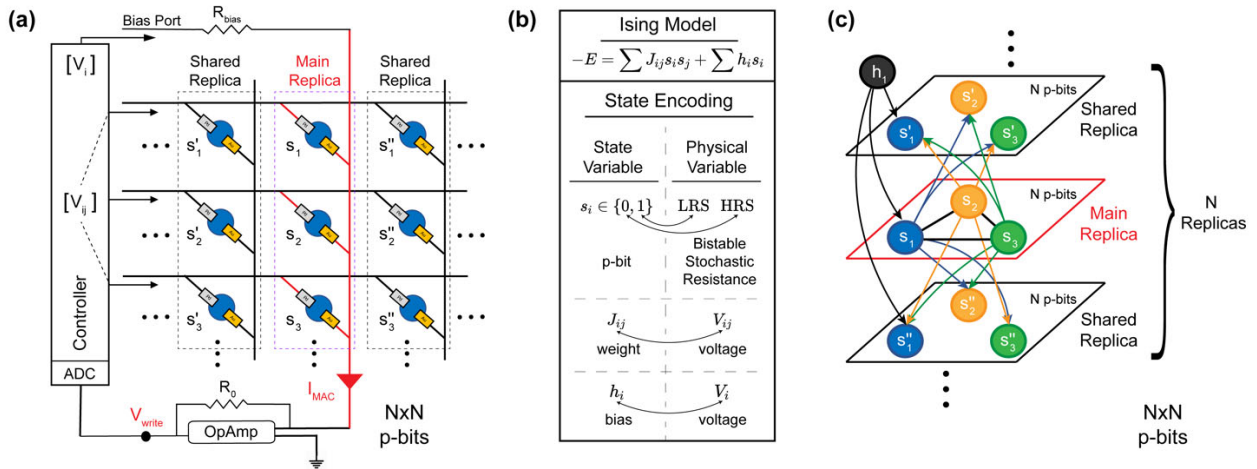 (a)
Bias Port
R_bias
[V_i]
Shared
Replica
Main
Replica
Shared
Replica
s'_1
s_1
s''_1
[V_ij]
s'_2
s_2
s''_2
Controller
s'_3
s_3
s''_3
ADC
R_0
I_MAC
V_write
OpAmp
NxN
p-bits
(b)
Ising Model
-E = ∑ J_ij s_i s_j + ∑ h_i s_i
State Encoding
State
Variable
Physical
Variable
s_i ∈ {0, 1}
LRS HRS
p-bit
Bistable
Stochastic
Resistance
J_ij
V_ij
weight
voltage
h_i
V_i
bias
voltage
(c)
h_1
N p-bits
Shared
Replica
s'_2
s'_1
s'_3
N p-bits
Main
Replica
s_2
s_1
s_3
N
Replicas
N p-bits
Shared
Replica
s''_2
s''_1
s''_3
NxN
p-bits